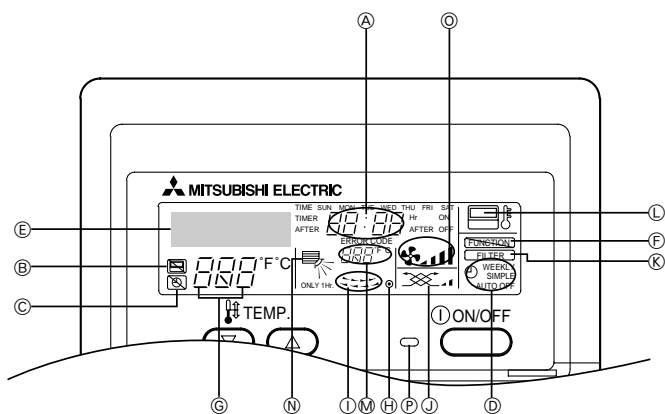 Ⓐ Ⓞ
MITSUBISHI ELECTRIC
TIME SUN MON TUE WED THU FRI SAT
TIMER Hr ON
AFTER AFTER OFF
ERROR CODE
°F°C
°F°C
ONLY 1Hr.
FUNCTION
FILTER
WEEKLY
SIMPLE
AUTO OFF
TEMP.
ON/OFF
Ⓔ
Ⓑ
Ⓒ
Ⓛ
Ⓕ
Ⓚ
Ⓖ Ⓝ Ⓘ Ⓜ Ⓗ Ⓟ Ⓙ Ⓓ